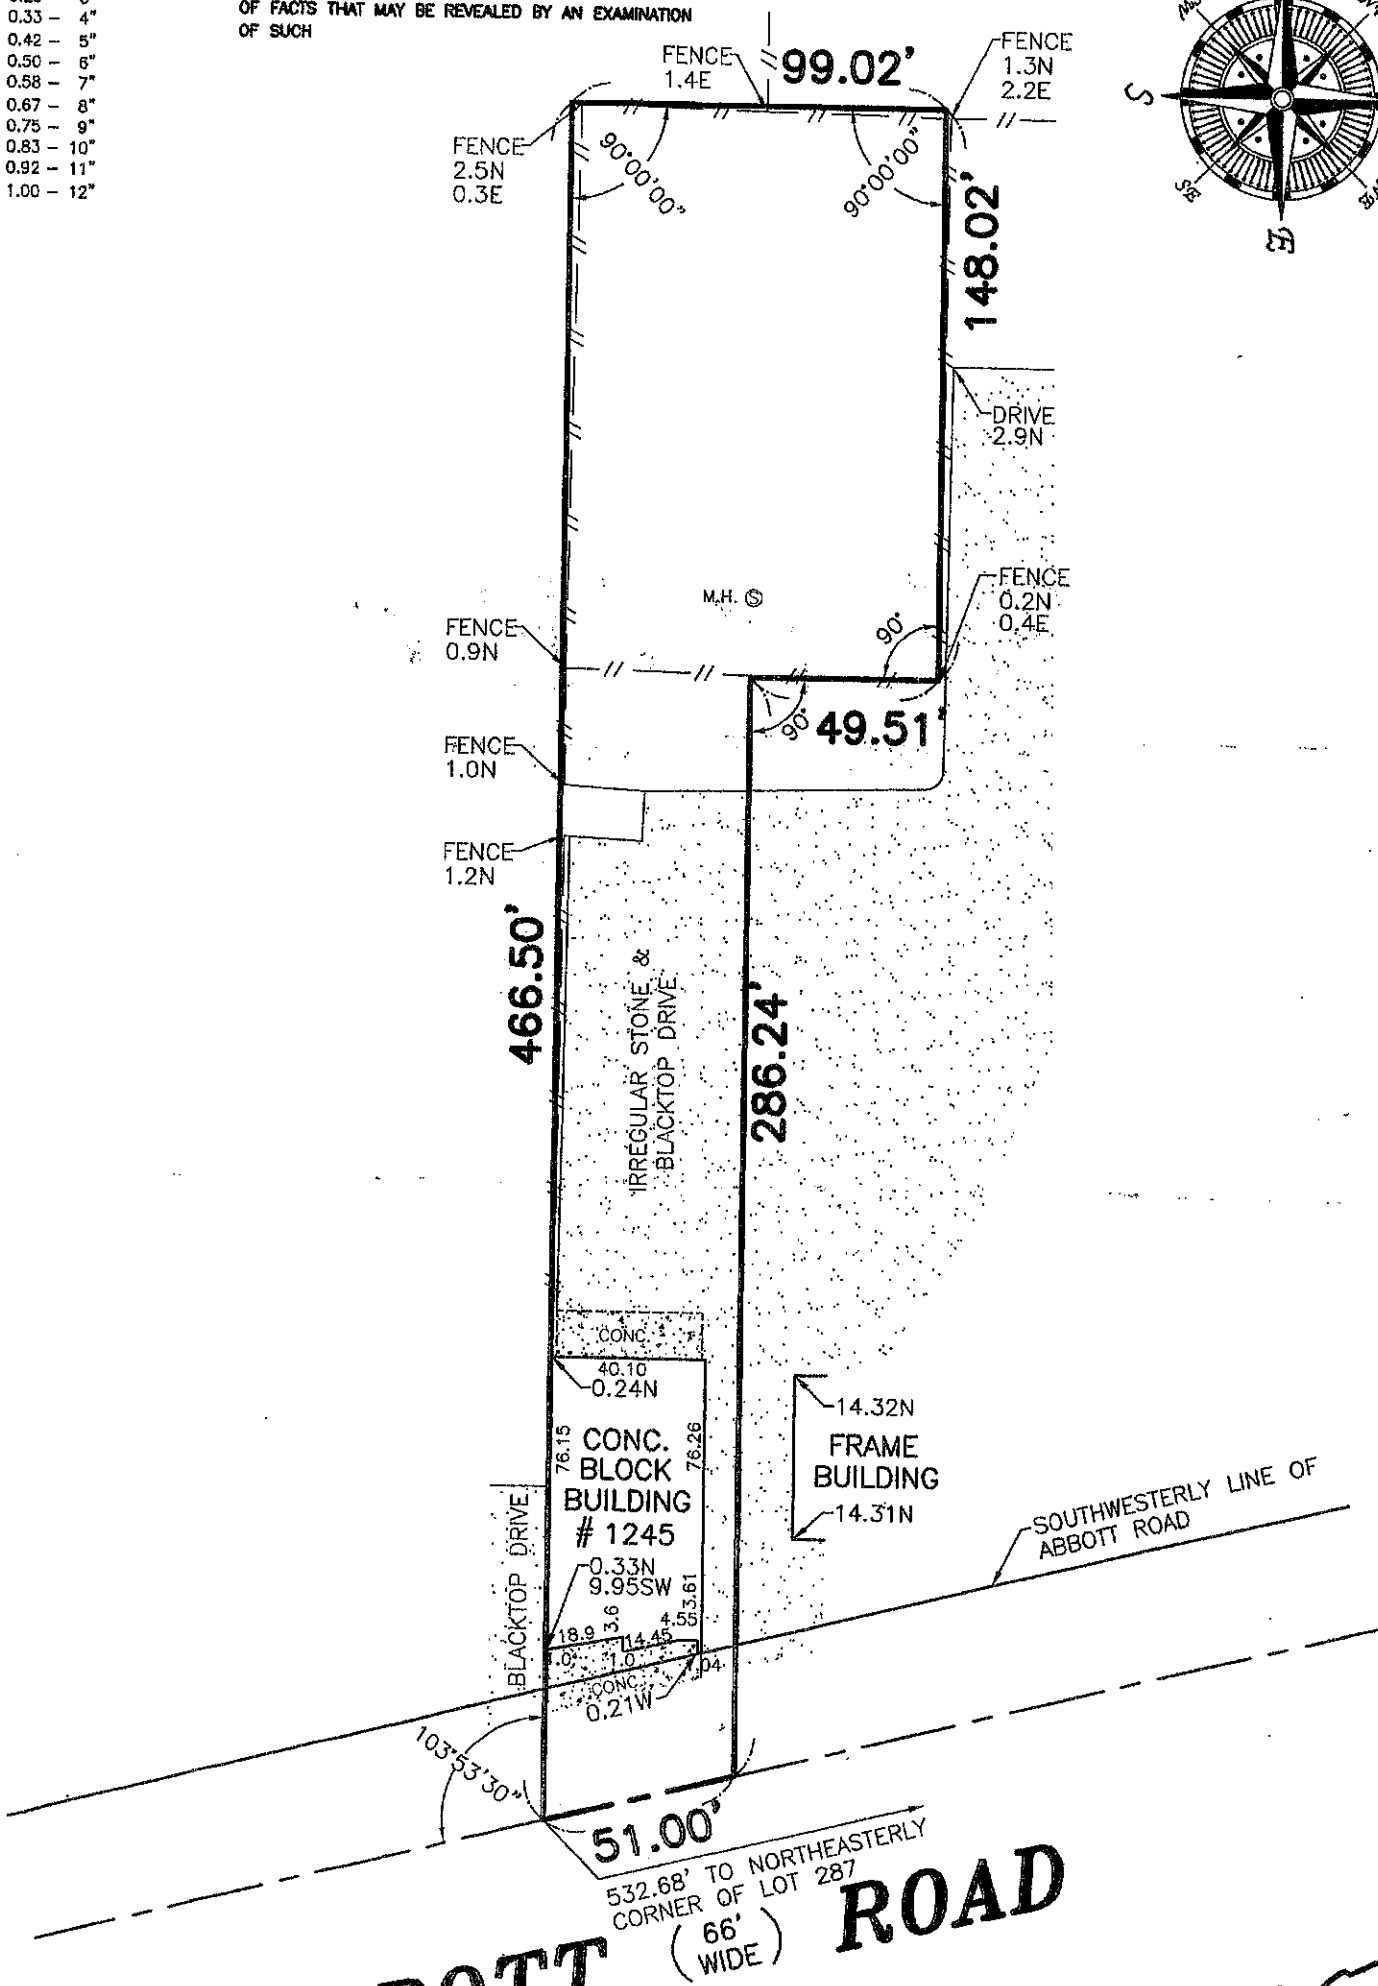 0.33 – 4"
0.42 – 5"
0.50 – 6"
0.58 – 7"
0.67 – 8"
0.75 – 9"
0.83 – 10"
0.92 – 11"
1.00 – 12"
OF FACTS THAT MAY BE REVEALED BY AN EXAMINATION
OF SUCH
FENCE
1.4E
99.02'
FENCE
1.3N
2.2E
S
SE
E
FENCE
2.5N
0.3E
90°00'00"
90°00'00"
148.02'
DRIVE
2.9N
M.H. Ⓢ
FENCE
0.2N
0.4E
90°
FENCE
0.9N
90°
49.51'
FENCE
1.0N
FENCE
1.2N
466.50'
IRREGULAR STONE &
BLACKTOP DRIVE
286.24'
CONC.
40.10
0.24N
76.15
CONC.
BLOCK
BUILDING
# 1245
76.26
14.32N
FRAME
BUILDING
14.31N
BLACKTOP DRIVE
0.33N
9.95SW
18.9
3.6
14.45
4.55
3.61
1.0
CONC.
0.21W
SOUTHWESTERLY LINE OF
ABBOTT ROAD
103°53'30"
51.00'
532.68' TO NORTHEASTERLY
CORNER OF LOT 287
(66'
WIDE)
ROAD